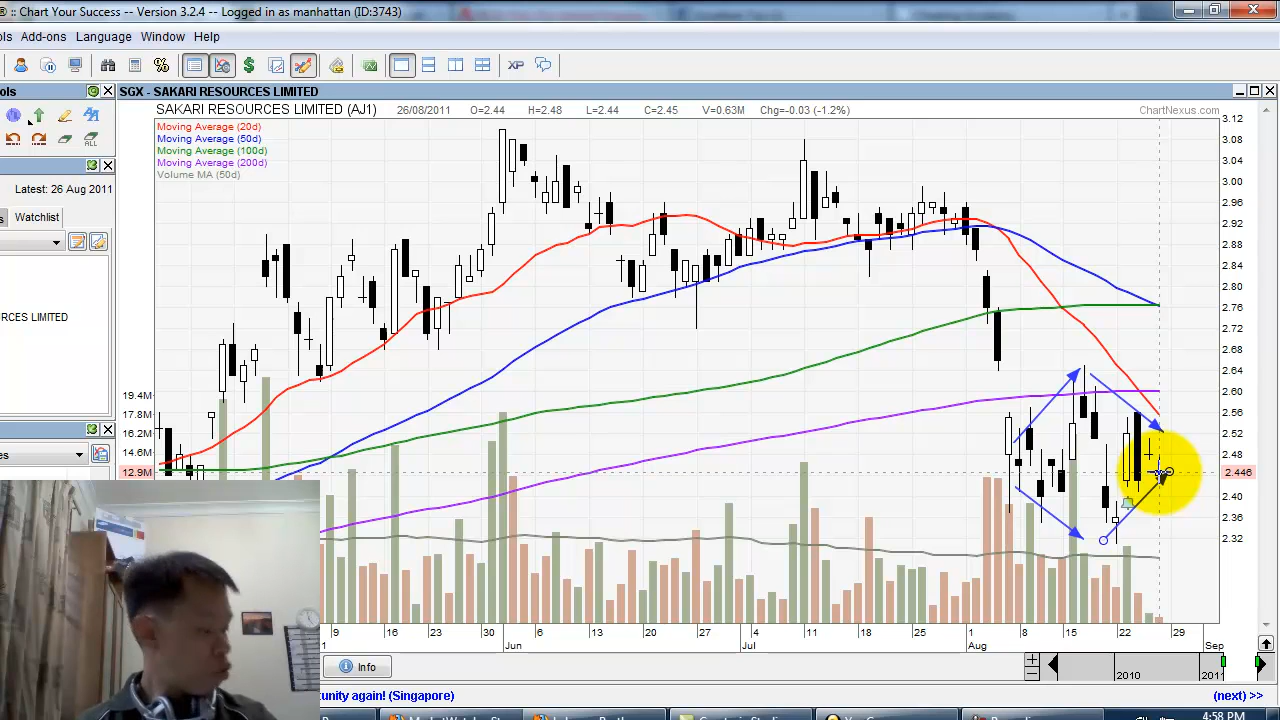 ® :: Chart Your Success -- Version 3.2.4 -- Logged in as manhattan (ID:3743)
ols Add-ons Language Window Help
XP
ols
SGX - SAKARI RESOURCES LIMITED
SAKARI RESOURCES LIMITED (AJ1) 26/08/2011 O=2.44 H=2.48 L=2.44 C=2.45 V=0.63M Chg=-0.03 (-1.2%) ChartNexus.com
Moving Average (20d)
Moving Average (50d)
Moving Average (100d)
Moving Average (200d)
Volume MA (50d)
ALL
Latest: 26 Aug 2011
s Watchlist
RCES LIMITED
es
3.12
3.08
3.04
3.00
2.96
2.92
2.88
2.84
2.80
2.76
2.72
2.68
2.64
2.60
2.56
2.52
2.48
2.446
2.40
2.36
2.32
19.4M
17.8M
16.2M
14.5M
12.9M
1 9 16 23 30 Jun 6 13 20 27 Jul 4 11 18 25 Aug 1 8 15 22 29 Sep
Info
2010 2011
tunity again! (Singapore) (next) >>
4:58 PM